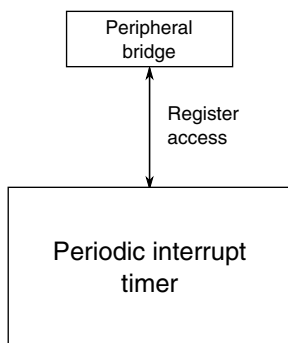 Peripheral
bridge
Register
access
Periodic interrupt
timer